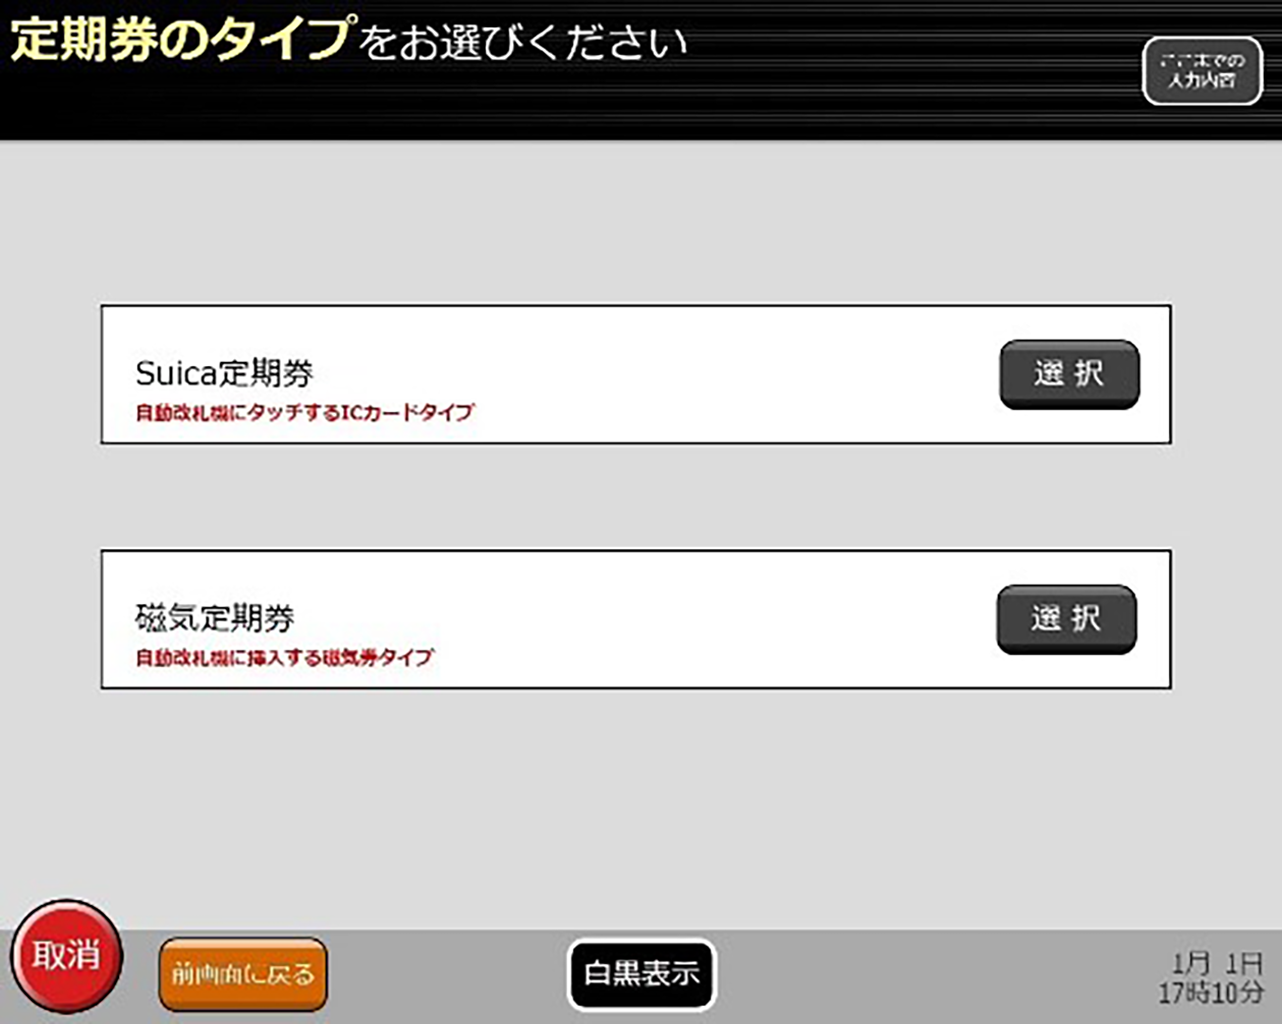 定期券のタイプをお選びください
ここまでの
入力内容
Suica定期券
選択
自動改札機にタッチするICカードタイプ
磁気定期券
選択
自動改札機に挿入する磁気券タイプ
取消
前画面に戻る
白黒表示
1月 1日
17時10分